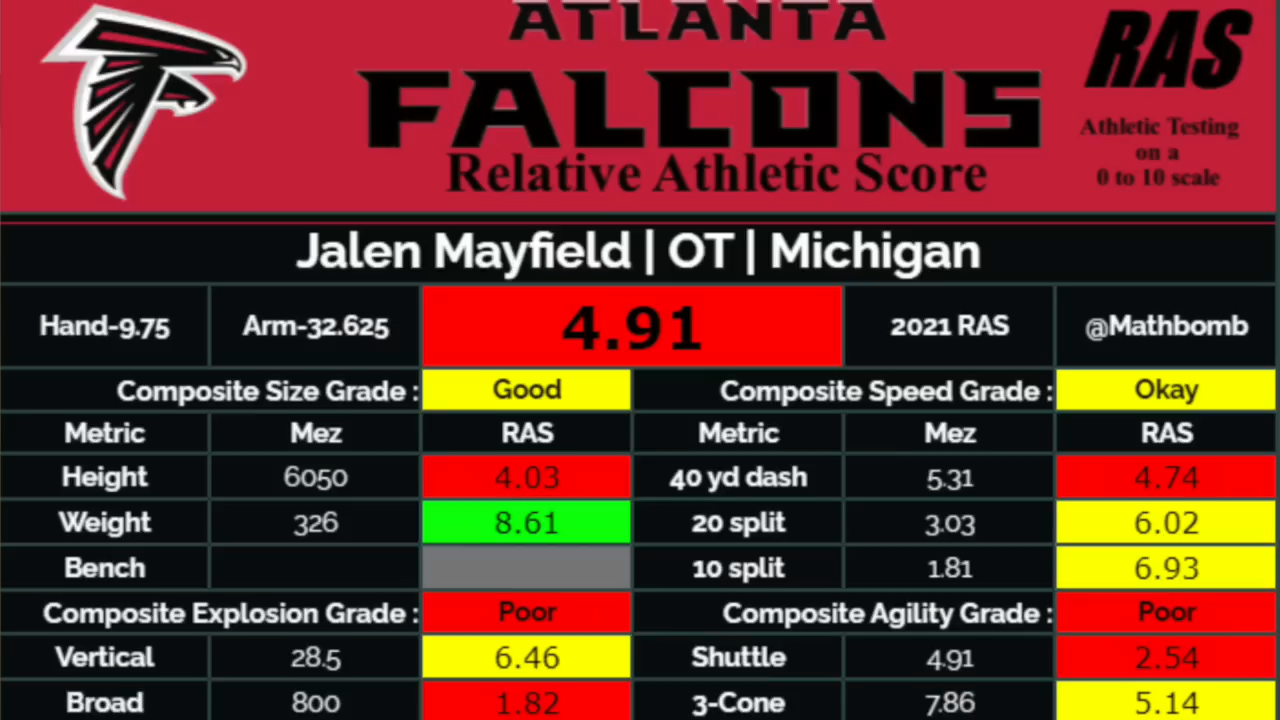 ATLANTA
FALCONS
Relative Athletic Score
RAS
Athletic Testing
on a
0 to 10 scale
Jalen Mayfield | OT | Michigan
Hand-9.75 Arm-32.625 4.91 2021 RAS @Mathbomb
Composite Size Grade : Good Composite Speed Grade : Okay
Metric Mez RAS Metric Mez RAS
Height 6050 4.03 40 yd dash 5.31 4.74
Weight 326 8.61 20 split 3.03 6.02
Bench 10 split 1.81 6.93
Composite Explosion Grade : Poor Composite Agility Grade : Poor
Vertical 28.5 6.46 Shuttle 4.91 2.54
Broad 800 1.82 3-Cone 7.86 5.14